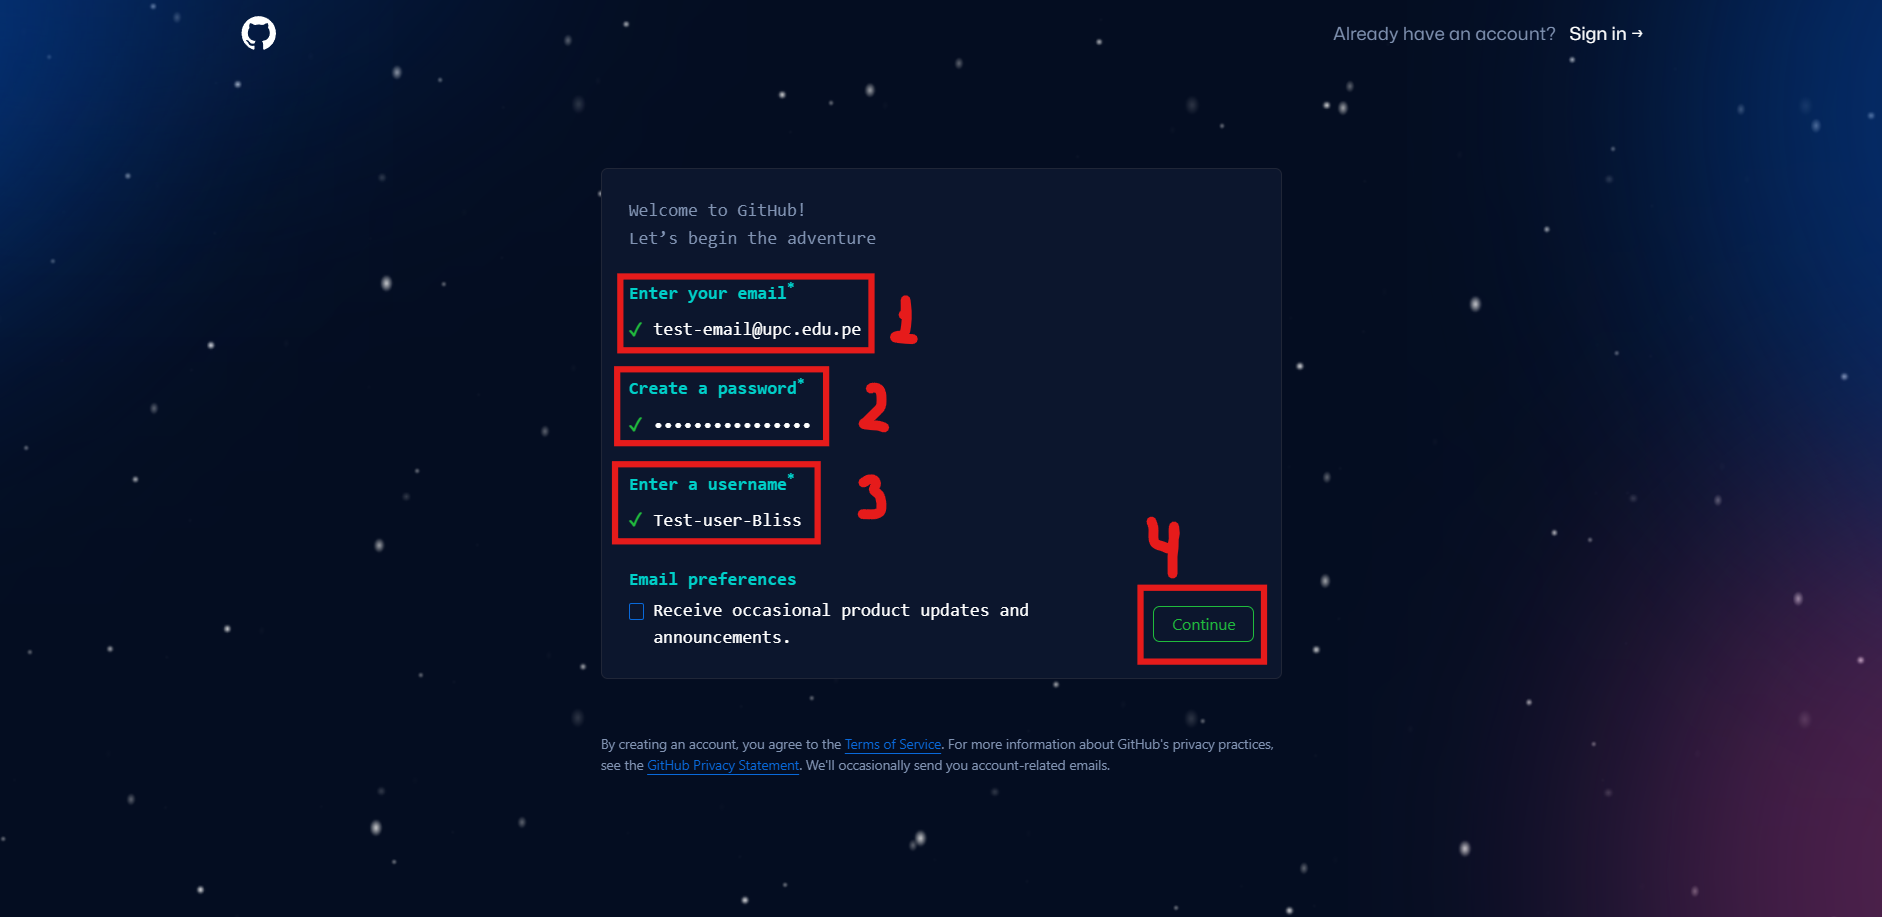 Already have an account? Sign in →
Welcome to GitHub!
Let’s begin the adventure
Enter your email*
✓ test-email@upc.edu.pe
1
Create a password*
✓ ••••••••••••••••
2
Enter a username*
✓ Test-user-Bliss
3
4
Email preferences
Receive occasional product updates and
announcements.
Continue
By creating an account, you agree to the Terms of Service. For more information about GitHub's privacy practices,
see the GitHub Privacy Statement. We'll occasionally send you account-related emails.